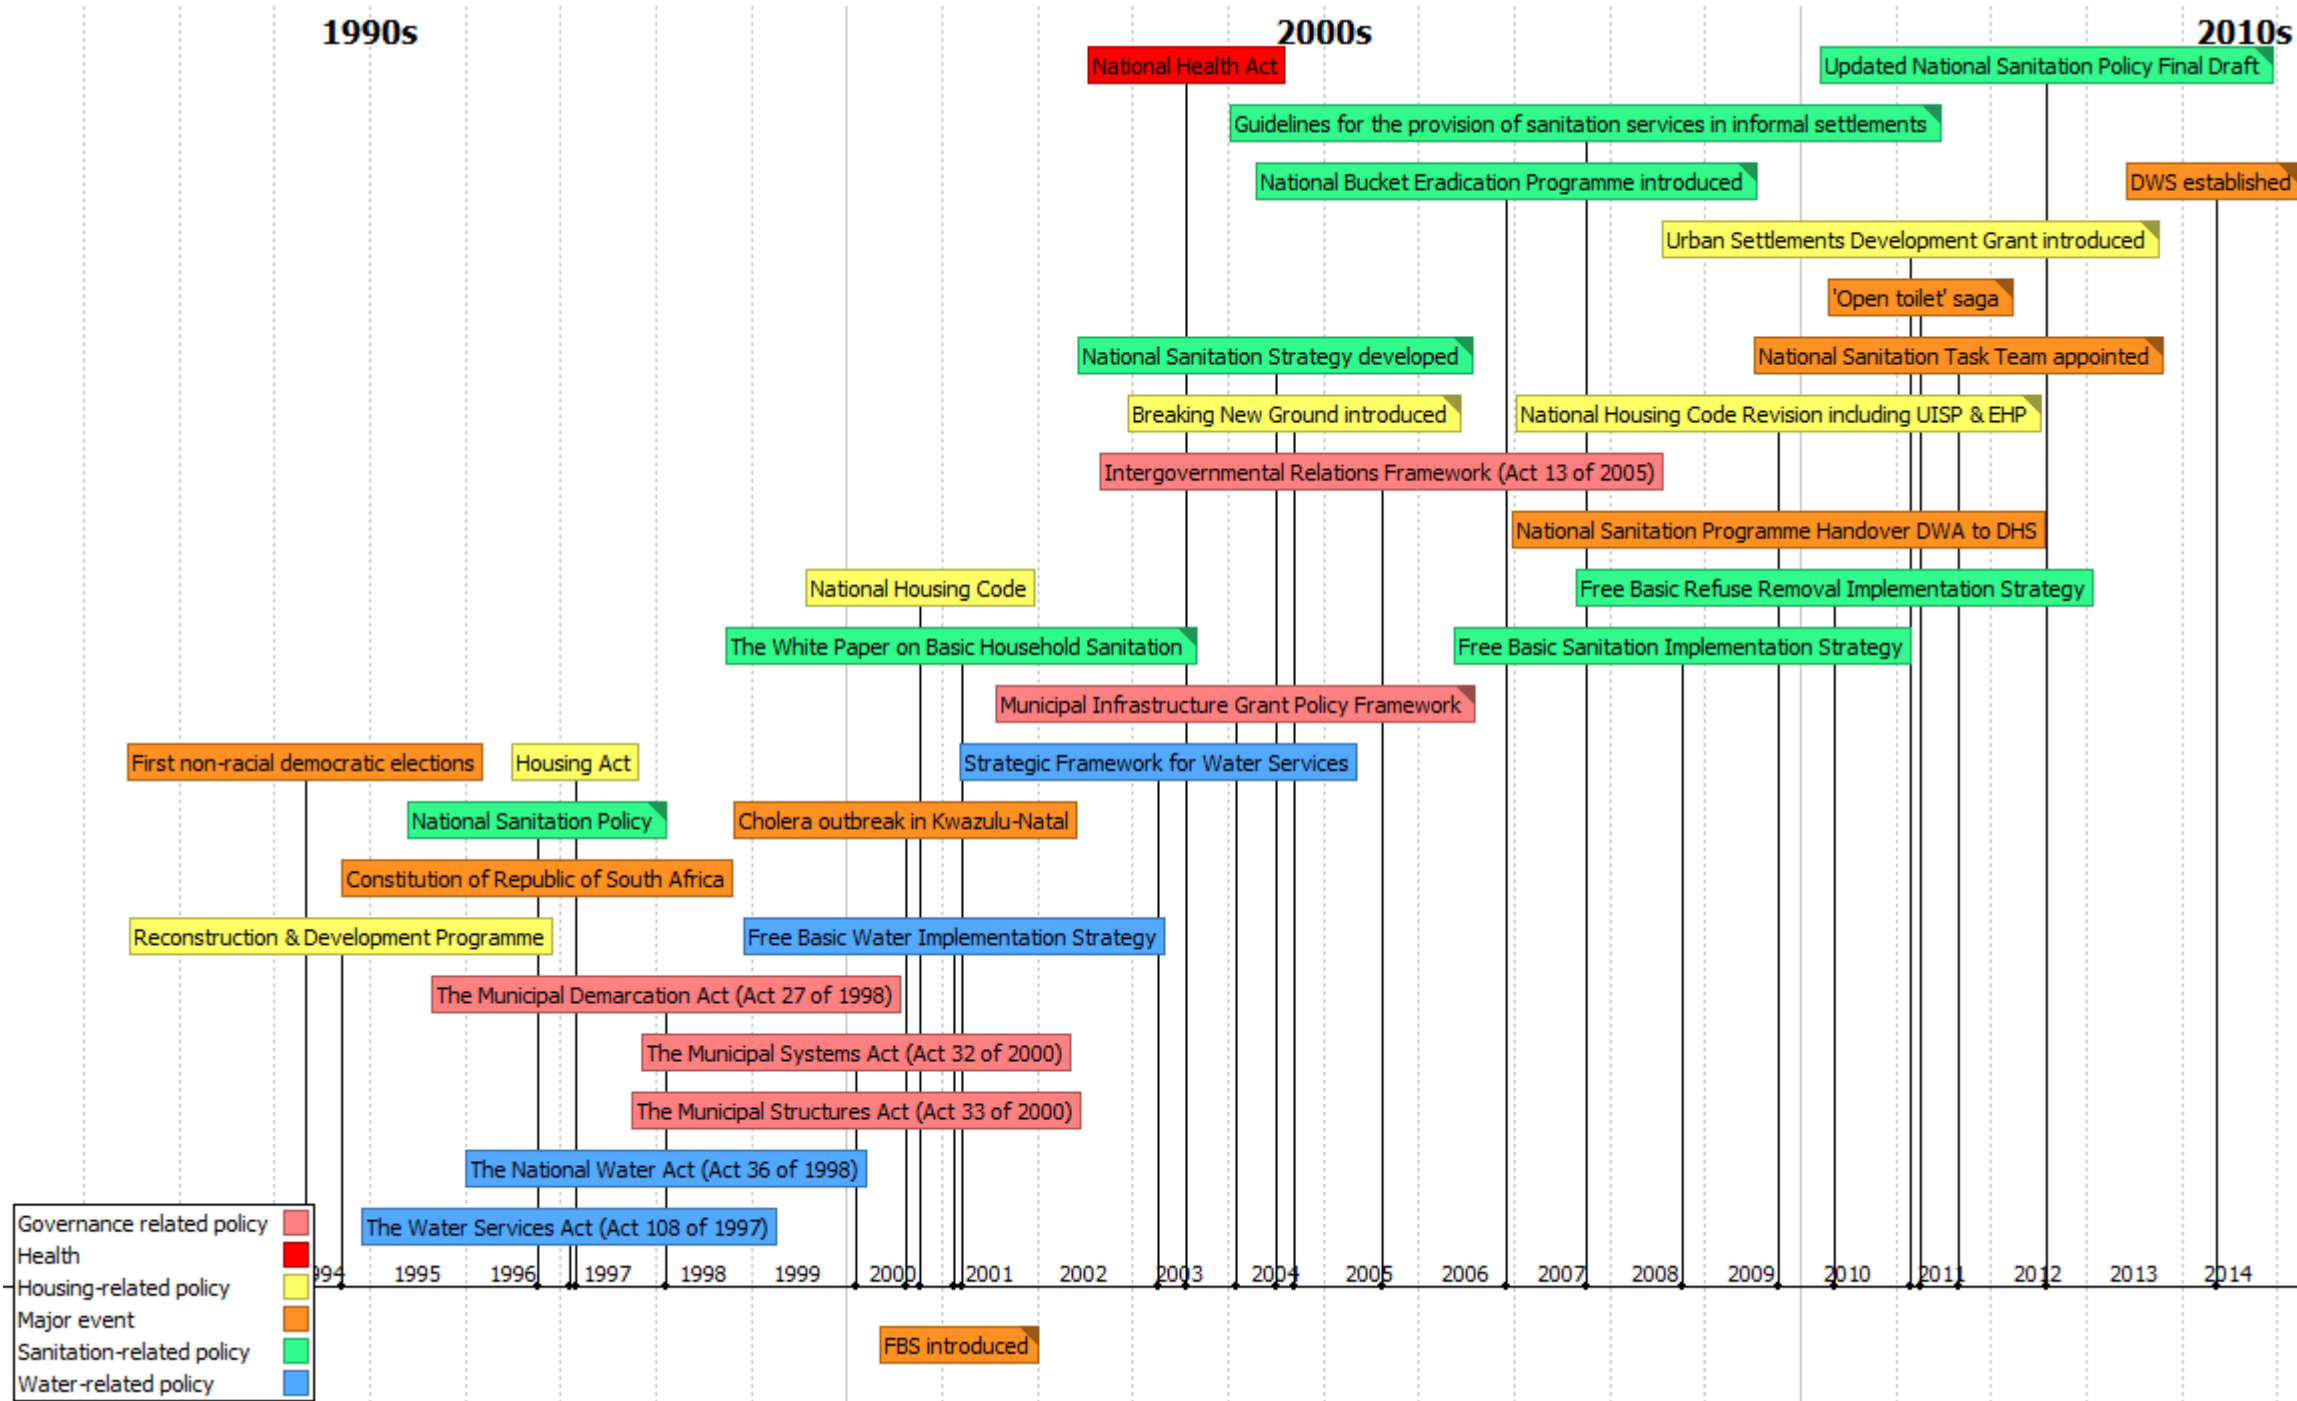 1990s
2000s
2010s
National Health Act
Updated National Sanitation Policy Final Draft
Guidelines for the provision of sanitation services in informal settlements
National Bucket Eradication Programme introduced
DWS established
Urban Settlements Development Grant introduced
'Open toilet' saga
National Sanitation Strategy developed
National Sanitation Task Team appointed
Breaking New Ground introduced
National Housing Code Revision including UISP & EHP
Intergovernmental Relations Framework (Act 13 of 2005)
National Sanitation Programme Handover DWA to DHS
National Housing Code
Free Basic Refuse Removal Implementation Strategy
The White Paper on Basic Household Sanitation
Free Basic Sanitation Implementation Strategy
Municipal Infrastructure Grant Policy Framework
First non-racial democratic elections
Housing Act
Strategic Framework for Water Services
National Sanitation Policy
Cholera outbreak in Kwazulu-Natal
Constitution of Republic of South Africa
Reconstruction & Development Programme
Free Basic Water Implementation Strategy
The Municipal Demarcation Act (Act 27 of 1998)
The Municipal Systems Act (Act 32 of 2000)
The Municipal Structures Act (Act 33 of 2000)
The National Water Act (Act 36 of 1998)
The Water Services Act (Act 108 of 1997)
994 1995 1996 1997 1998 1999 2000 2001 2002 2003 2004 2005 2006 2007 2008 2009 2010 2011 2012 2013 2014
FBS introduced
Governance related policy
Health
Housing-related policy
Major event
Sanitation-related policy
Water-related policy